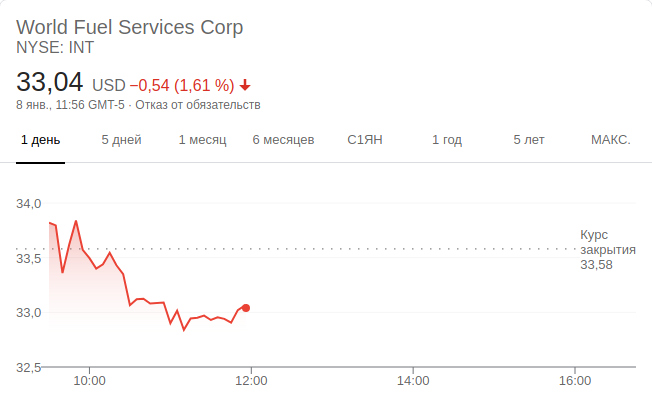 World Fuel Services Corp
NYSE: INT
33,04 USD −0,54 (1,61 %)
8 янв., 11:56 GMT-5 · Отказ от обязательств
1 день 5 дней 1 месяц 6 месяцев С1ЯН 1 год 5 лет МАКС.
34,0
Курс
закрытия
33,58
33,5
33,0
32,5
10:00 12:00 14:00 16:00